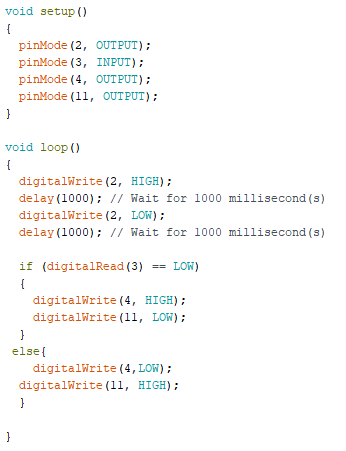 void setup()
{
  pinMode(2, OUTPUT);
  pinMode(3, INPUT);
  pinMode(4, OUTPUT);
  pinMode(11, OUTPUT);
}

void loop()
{
  digitalWrite(2, HIGH);
  delay(1000); // Wait for 1000 millisecond(s)
  digitalWrite(2, LOW);
  delay(1000); // Wait for 1000 millisecond(s)

  if (digitalRead(3) == LOW)
  {
    digitalWrite(4, HIGH);
    digitalWrite(11, LOW);
  }
 else{
    digitalWrite(4,LOW);
  digitalWrite(11, HIGH);
  }

}